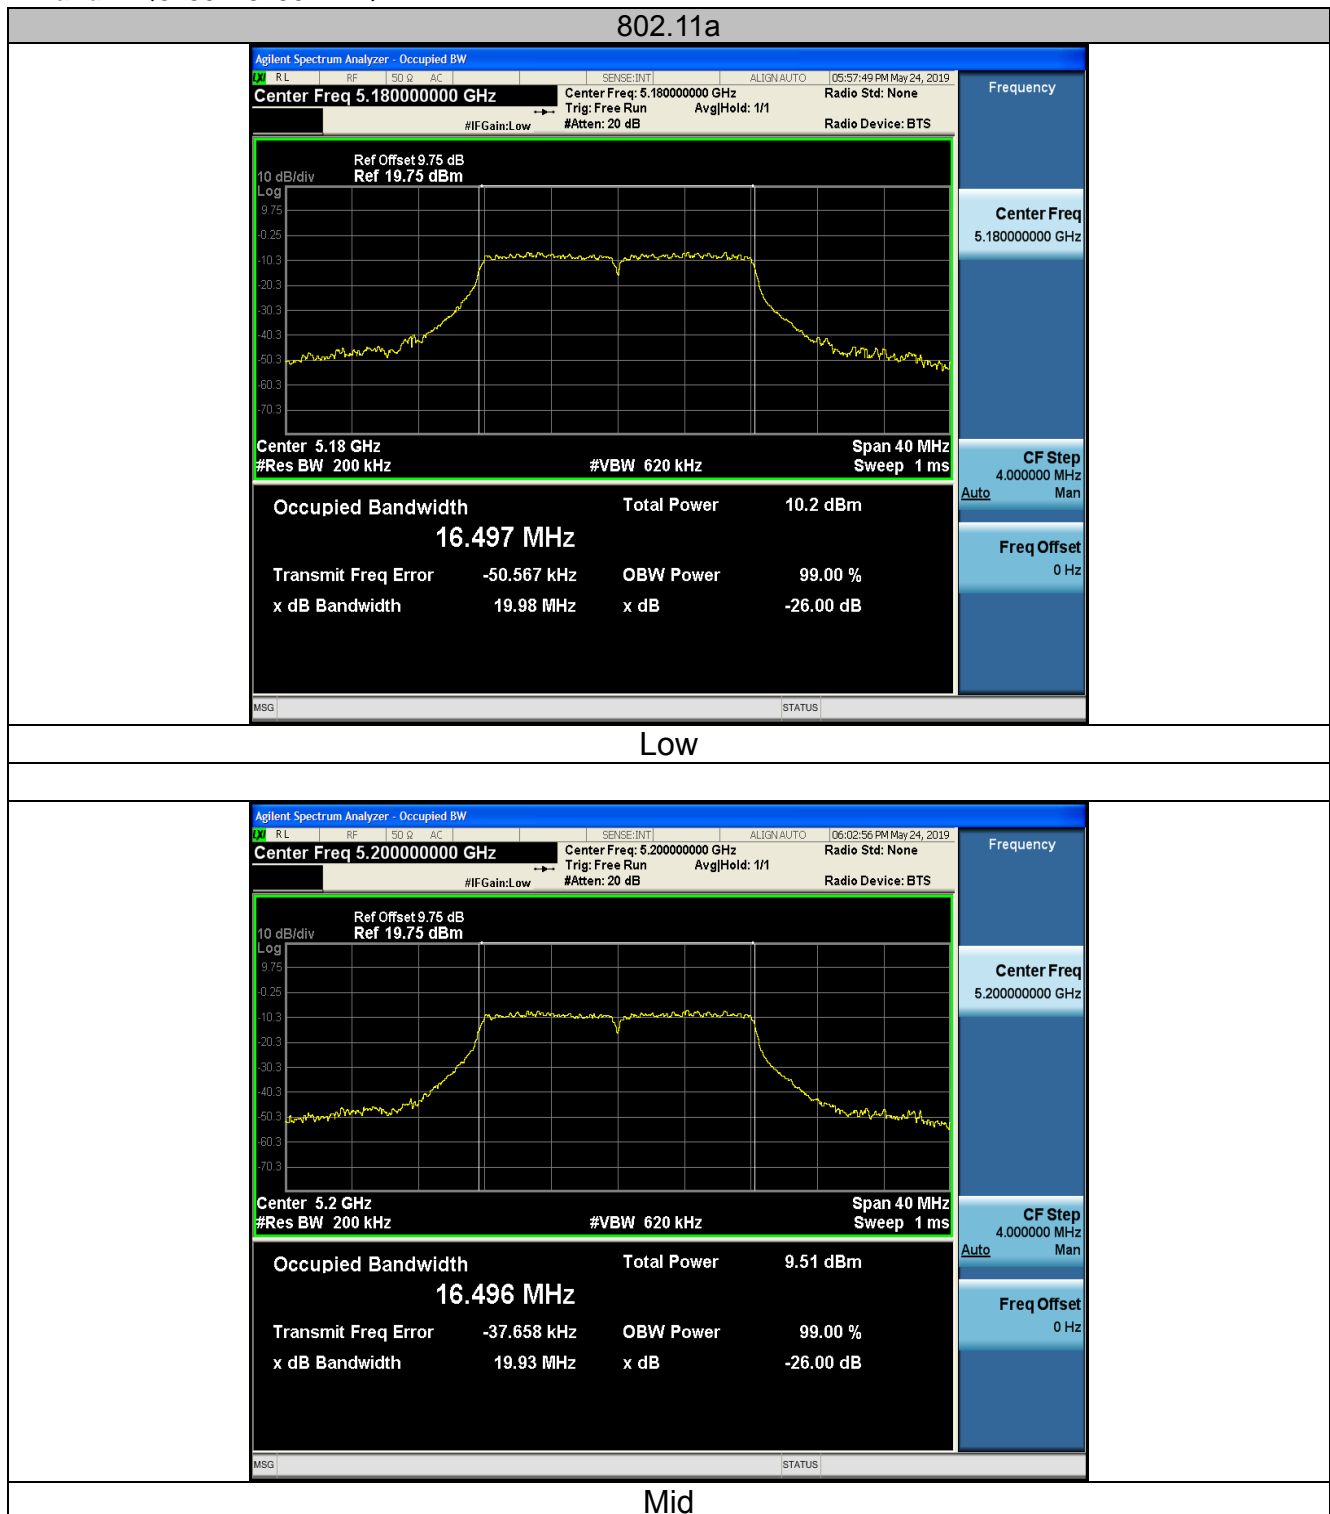 802.11a
Agilent Spectrum Analyzer - Occupied BW
LXI RL RF 50 Ω AC SENSE:INT ALIGN AUTO 05:57:49 PM May 24, 2019
Center Freq 5.180000000 GHz
Center Freq: 5.180000000 GHz
Radio Std: None
Trig: Free Run Avg|Hold: 1/1
#IFGain:Low
#Atten: 20 dB
Radio Device: BTS
Frequency
Ref Offset 9.75 dB
10 dB/div Ref 19.75 dBm
Log
9.75
-0.25
-10.3
-20.3
-30.3
-40.3
-50.3
-60.3
-70.3
Center Freq
5.180000000 GHz
Center 5.18 GHz Span 40 MHz
#Res BW 200 kHz #VBW 620 kHz Sweep 1 ms
CF Step
4.000000 MHz
Auto Man
Occupied Bandwidth Total Power 10.2 dBm
16.497 MHz
Transmit Freq Error -50.567 kHz OBW Power 99.00 %
x dB Bandwidth 19.98 MHz x dB -26.00 dB
Freq Offset
0 Hz
MSG STATUS
Low
Agilent Spectrum Analyzer - Occupied BW
LXI RL RF 50 Ω AC SENSE:INT ALIGN AUTO 06:02:56 PM May 24, 2019
Center Freq 5.200000000 GHz
Center Freq: 5.200000000 GHz
Radio Std: None
Trig: Free Run Avg|Hold: 1/1
#IFGain:Low
#Atten: 20 dB
Radio Device: BTS
Frequency
Ref Offset 9.75 dB
10 dB/div Ref 19.75 dBm
Log
9.75
-0.25
-10.3
-20.3
-30.3
-40.3
-50.3
-60.3
-70.3
Center Freq
5.200000000 GHz
Center 5.2 GHz Span 40 MHz
#Res BW 200 kHz #VBW 620 kHz Sweep 1 ms
CF Step
4.000000 MHz
Auto Man
Occupied Bandwidth Total Power 9.51 dBm
16.496 MHz
Transmit Freq Error -37.658 kHz OBW Power 99.00 %
x dB Bandwidth 19.93 MHz x dB -26.00 dB
Freq Offset
0 Hz
MSG STATUS
Mid